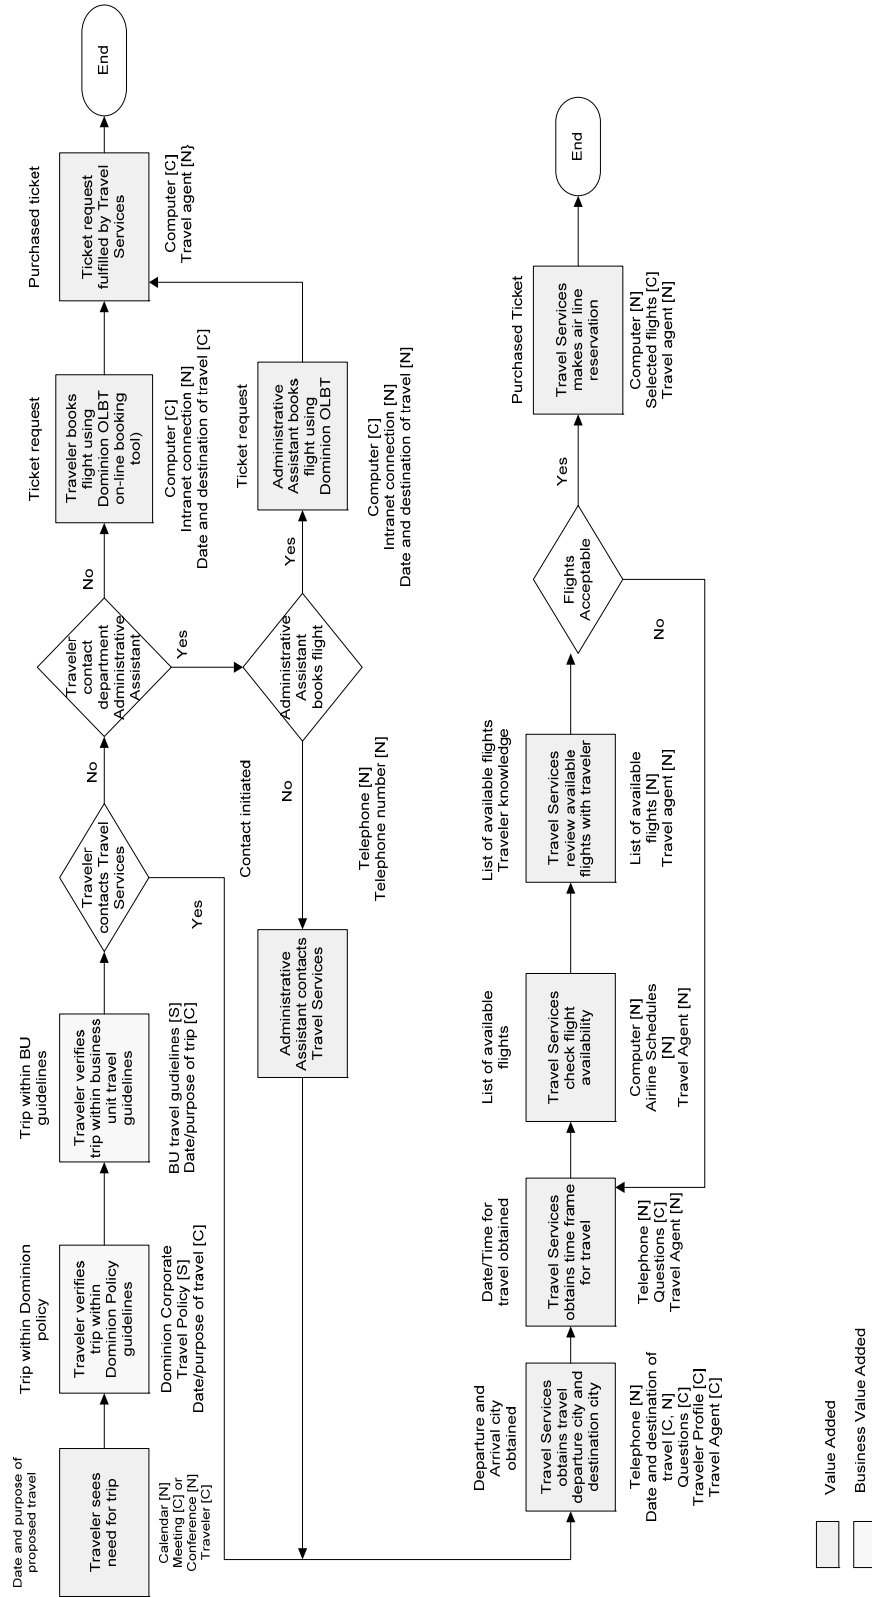 Date and purpose of
proposed travel
Traveler sees
need for trip
Calendar [N]
Meeting [C] or
Conference [N]
Traveler [C]
Trip within Dominion
policy
Traveler verifies
trip within
Dominion Policy
guidelines
Dominion Corporate
Travel Policy [S]
Date/purpose of travel [C]
Trip within BU
guidelines
Traveler verifies
trip within business
unit travel
guidelines
BU travel gudielines [S]
Date/purpose of trip [C]
Traveler
contacts Travel
Services
No
Yes
Traveler
contact
department
Administrative
Assistant
No
Yes
Ticket request
Traveler books
flight using
Dominion OLBT
on-line booking
tool)
Computer [C]
Intranet connection [N]
Date and destination of travel [C]
Purchased ticket
Ticket request
fulfilled by Travel
Services
Computer [C]
Travel agent [N}
End
Contact initiated
Administrative
Assistant contacts
Travel Services
Telephone [N]
Telephone number [N]
No
Administrative
Assistant
books flight
Yes
Ticket request
Administrative
Assistant books
flight using
Dominion OLBT
Computer [C]
Intranet connection [N]
Date and destination of travel [N]
Departure and
Arrival city
obtained
Travel Services
obtains travel
departure city and
destination city
Telephone [N]
Date and destination of
travel [C, N]
Questions [C]
Traveler Profile [C]
Travel Agent [C]
Date/Time for
travel obtained
Travel Services
obtains time frame
for travel
Telephone [N]
Questions [C]
Travel Agent [N]
List of available
flights
Travel Services
check flight
availability
Computer [N]
Airline Schedules
[N]
Travel Agent [N]
List of available flights
Traveler knowledge
Travel Services
review available
flights with traveler
List of available
flights [N]
Travel agent [N]
Flights
Acceptable
Yes
No
Purchased Ticket
Travel Services
makes air line
reservation
Computer [N]
Selected flights [C]
Travel agent [N]
End
Value Added
Business Value Added